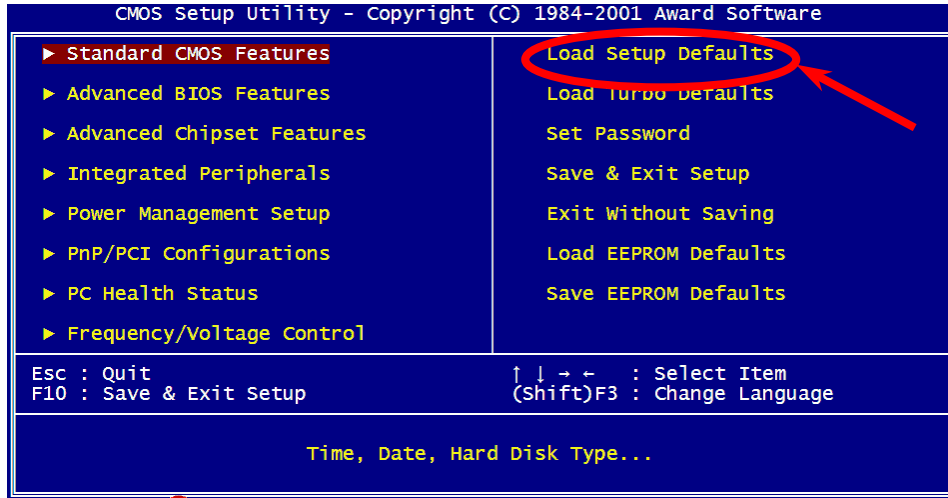 CMOS Setup Utility - Copyright (C) 1984-2001 Award Software
► Standard CMOS Features
► Advanced BIOS Features
► Advanced Chipset Features
► Integrated Peripherals
► Power Management Setup
► PnP/PCI Configurations
► PC Health Status
► Frequency/Voltage Control
Load Setup Defaults
Load Turbo Defaults
Set Password
Save & Exit Setup
Exit Without Saving
Load EEPROM Defaults
Save EEPROM Defaults
Esc : Quit
F10 : Save & Exit Setup
↑ ↓ → ← : Select Item
(Shift)F3 : Change Language
Time, Date, Hard Disk Type...